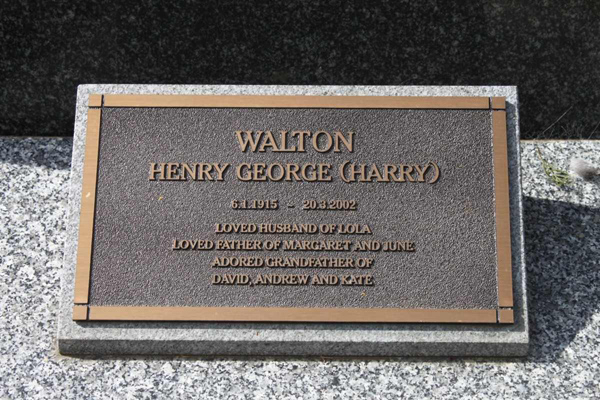 WALTON
HENRY GEORGE (HARRY)
6.1.1915 - 20.3.2002
LOVED HUSBAND OF LOLA
LOVED FATHER OF MARGARET AND JUNE
ADORED GRANDFATHER OF
DAVID, ANDREW AND KATE